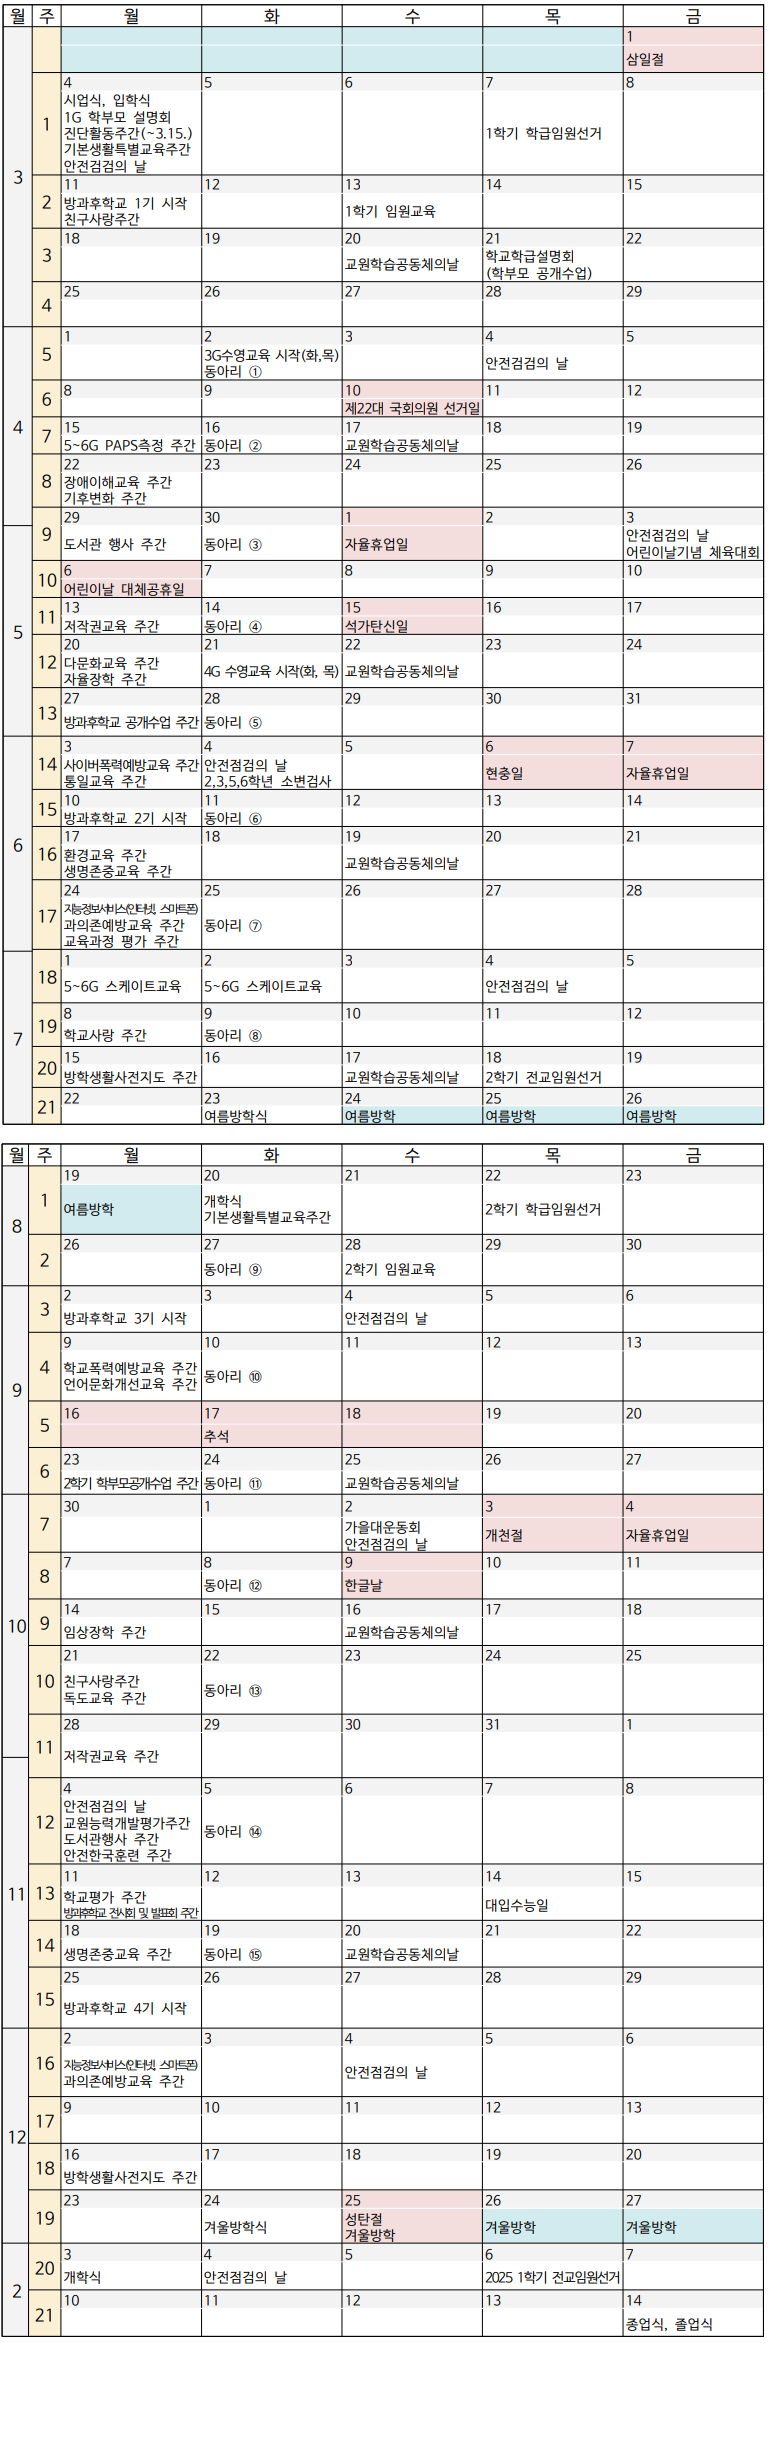 월 주 월 화 수 목 금
1
삼일절
3
1
4 5 6 7 8
시업식, 입학식
1G 학부모 설명회
진단활동주간(~3.15.)
기본생활특별교육주간
안전검검의 날
1학기 학급임원선거
2
11 12 13 14 15
방과후학교 1기 시작
친구사랑주간
1학기 임원교육
3
18 19 20 21 22
교원학습공동체의날
학교학급설명회
(학부모 공개수업)
4
25 26 27 28 29
4
5
1 2 3 4 5
3G수영교육 시작(화,목)
동아리 ①
안전검검의 날
6
8 9 10 11 12
제22대 국회의원 선거일
7
15 16 17 18 19
5~6G PAPS측정 주간 동아리 ② 교원학습공동체의날
8
22 23 24 25 26
장애이해교육 주간
기후변화 주간
9
29 30 1 2 3
도서관 행사 주간 동아리 ③ 자율휴업일
안전점검의 날
어린이날기념 체육대회
5
10
6 7 8 9 10
어린이날 대체공휴일
11
13 14 15 16 17
저작권교육 주간 동아리 ④ 석가탄신일
12
20 21 22 23 24
다문화교육 주간
자율장학 주간
4G 수영교육 시작(화, 목) 교원학습공동체의날
13
27 28 29 30 31
방과후학교 공개수업 주간 동아리 ⑤
6
14
3 4 5 6 7
사이버폭력예방교육 주간
통일교육 주간
안전점검의 날
2,3,5,6학년 소변검사
현충일 자율휴업일
15
10 11 12 13 14
방과후학교 2기 시작 동아리 ⑥
16
17 18 19 20 21
환경교육 주간
생명존중교육 주간
교원학습공동체의날
17
24 25 26 27 28
지능정보서비스(인터넷, 스마트폰)
과의존예방교육 주간
교육과정 평가 주간
동아리 ⑦
7
18
1 2 3 4 5
5~6G 스케이트교육 5~6G 스케이트교육 안전점검의 날
19
8 9 10 11 12
학교사랑 주간 동아리 ⑧
20
15 16 17 18 19
방학생활사전지도 주간 교원학습공동체의날 2학기 전교임원선거
21
22 23 24 25 26
여름방학식 여름방학 여름방학 여름방학
월 주 월 화 수 목 금
8
1
19 20 21 22 23
여름방학
개학식
기본생활특별교육주간
2학기 학급임원선거
2
26 27 28 29 30
동아리 ⑨ 2학기 임원교육
9
3
2 3 4 5 6
방과후학교 3기 시작 안전점검의 날
4
9 10 11 12 13
학교폭력예방교육 주간
언어문화개선교육 주간
동아리 ⑩
5
16 17 18 19 20
추석
6
23 24 25 26 27
2학기 학부모공개수업 주간 동아리 ⑪ 교원학습공동체의날
10
7
30 1 2 3 4
가을대운동회
안전점검의 날
개천절 자율휴업일
8
7 8 9 10 11
동아리 ⑫ 한글날
9
14 15 16 17 18
임상장학 주간 교원학습공동체의날
10
21 22 23 24 25
친구사랑주간
독도교육 주간
동아리 ⑬
11
28 29 30 31 1
저작권교육 주간
11
12
4 5 6 7 8
안전점검의 날
교원능력개발평가주간
도서관행사 주간
안전한국훈련 주간
동아리 ⑭
13
11 12 13 14 15
학교평가 주간
방과후학교 전시회 및 발표회 주간
대입수능일
14
18 19 20 21 22
생명존중교육 주간 동아리 ⑮ 교원학습공동체의날
15
25 26 27 28 29
방과후학교 4기 시작
12
16
2 3 4 5 6
지능정보서비스(인터넷, 스마트폰)
과의존예방교육 주간
안전점검의 날
17
9 10 11 12 13
18
16 17 18 19 20
방학생활사전지도 주간
19
23 24 25 26 27
겨울방학식
성탄절
겨울방학
겨울방학 겨울방학
2
20
3 4 5 6 7
개학식 안전점검의 날 2025 1학기 전교임원선거
21
10 11 12 13 14
종업식, 졸업식